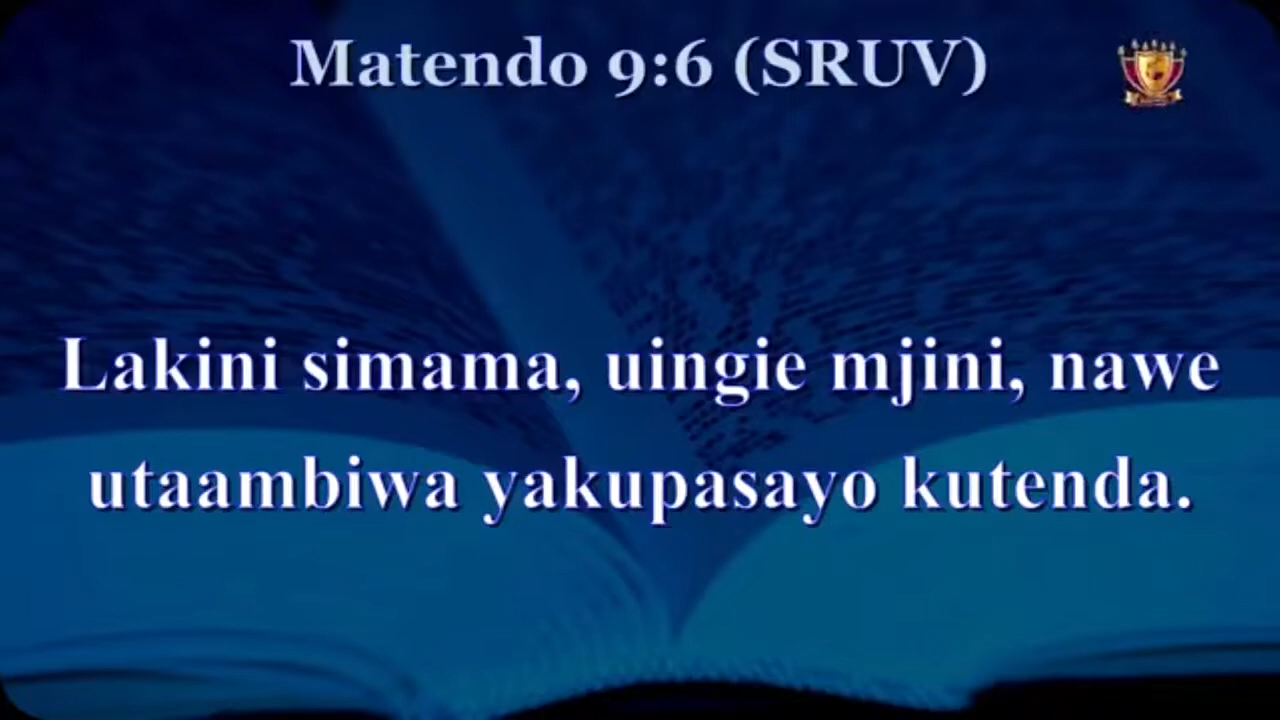 Matendo 9:6 (SRUV)
Lakini simama, uingie mjini, nawe
utaambiwa yakupasayo kutenda.